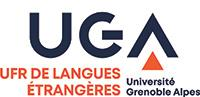 UGA
UFR DE LANGUES
ÉTRANGÈRES
Université
Grenoble Alpes